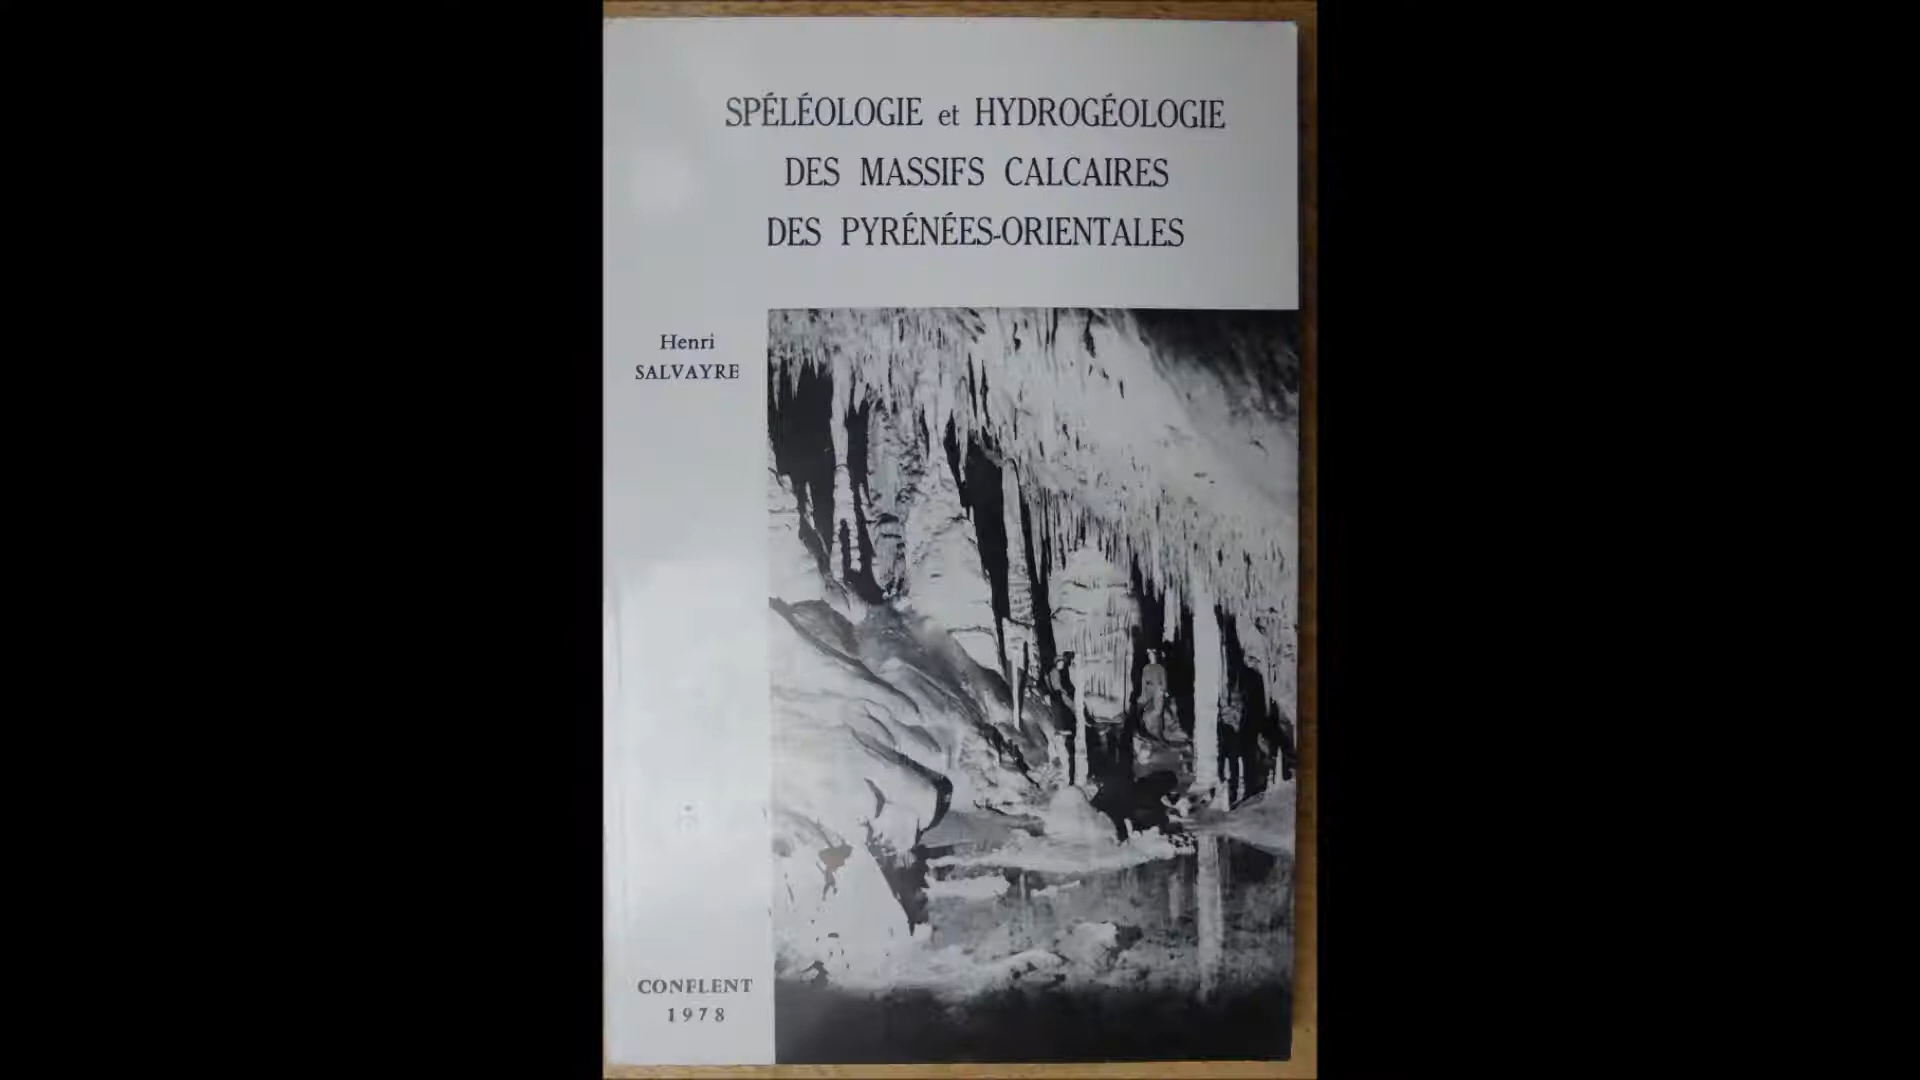 SPÉLÉOLOGIE et HYDROGÉOLOGIE
DES MASSIFS CALCAIRES
DES PYRÉNÉES-ORIENTALES
Henri
SALVAYRE
CONFLENT
1978